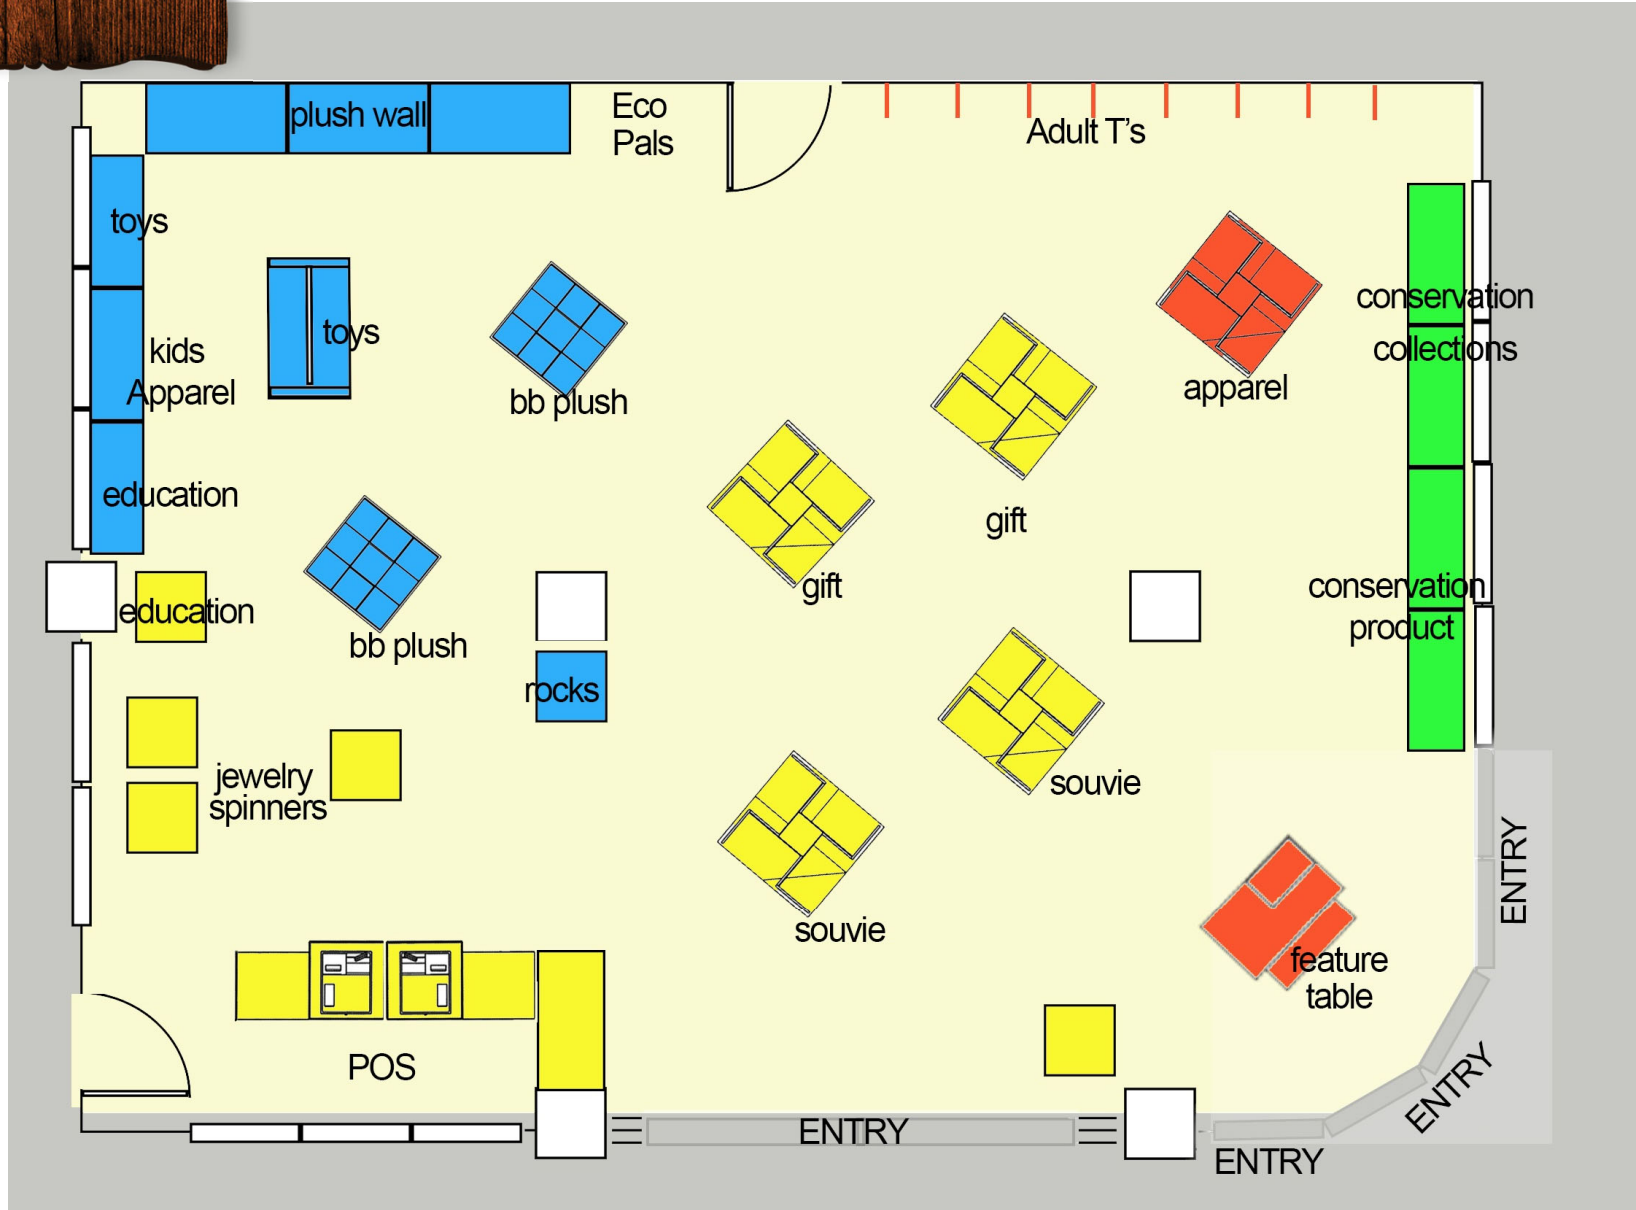 plush wall
Eco
Pals
Adult T's
toys
toys
kids
Apparel
bb plush
apparel
conservation
collections
education
gift
gift
education
bb plush
conservation
product
rocks
jewelry
spinners
souvie
souvie
feature
table
ENTRY
POS
ENTRY
ENTRY
ENTRY